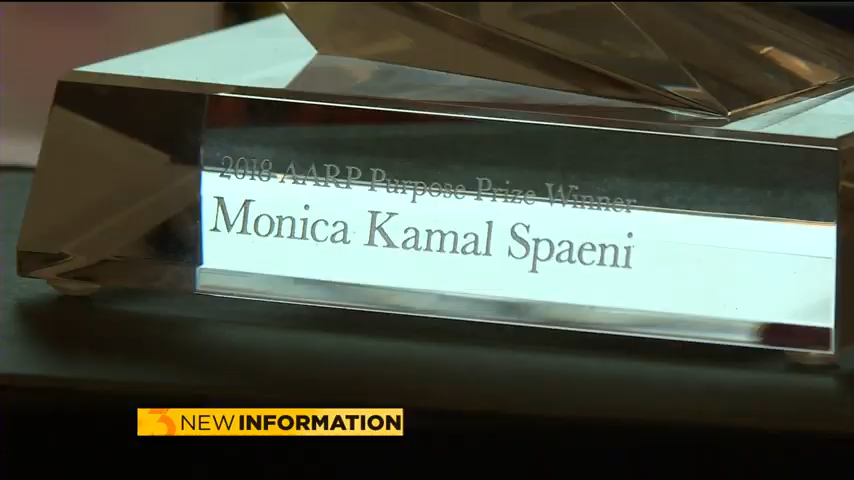 2018 AARP Purpose Prize Winner
Monica Kamal Spaeni
3 NEW INFORMATION